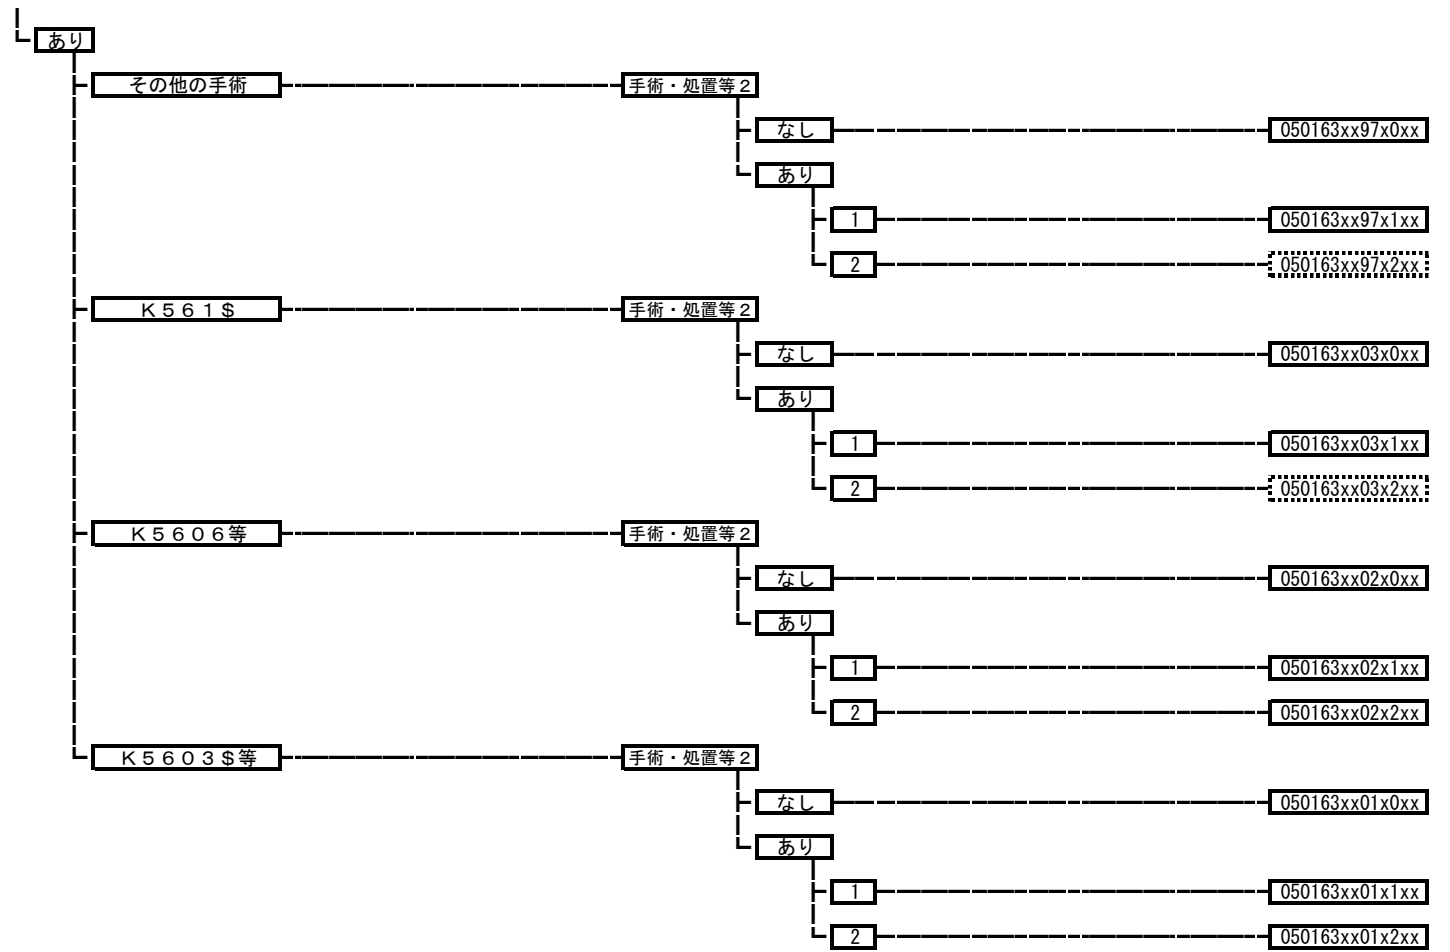 あり
その他の手術 手術・処置等２
なし 050163xx97x0xx
あり
1 050163xx97x1xx
2 050163xx97x2xx
Ｋ５６１＄ 手術・処置等２
なし 050163xx03x0xx
あり
1 050163xx03x1xx
2 050163xx03x2xx
Ｋ５６０６等 手術・処置等２
なし 050163xx02x0xx
あり
1 050163xx02x1xx
2 050163xx02x2xx
Ｋ５６０３＄等 手術・処置等２
なし 050163xx01x0xx
あり
1 050163xx01x1xx
2 050163xx01x2xx